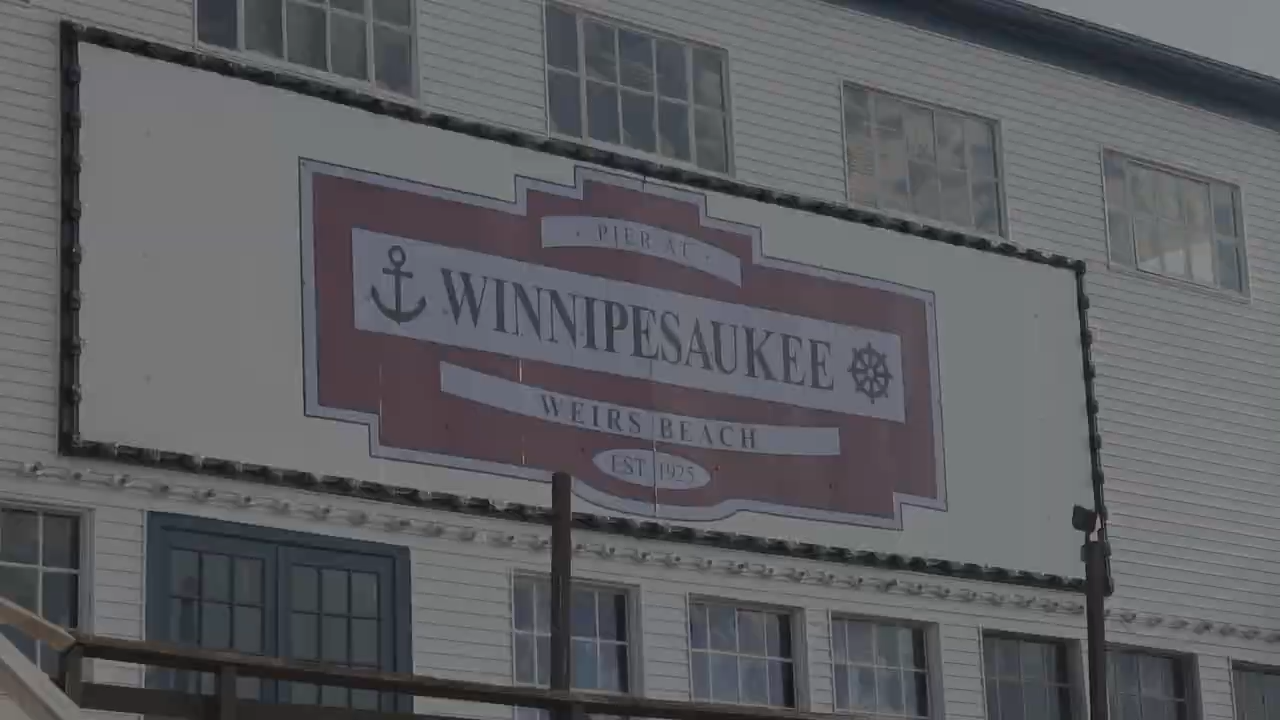 · PIER AT ·
WINNIPESAUKEE
WEIRS BEACH
EST 1925